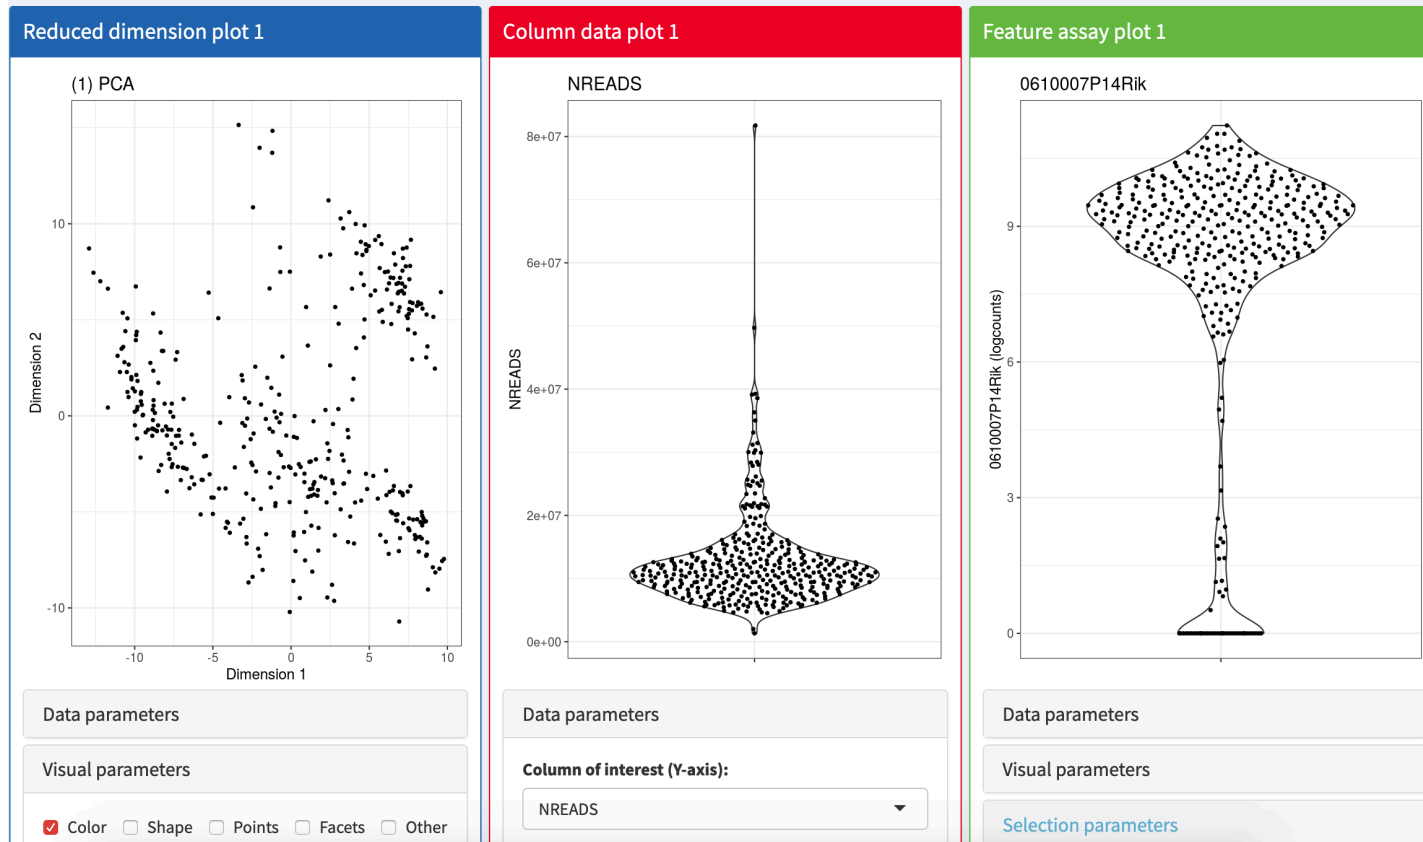 Reduced dimension plot 1
(1) PCA
10
0
-10
Dimension 2
-10 -5 0 5 10
Dimension 1
Data parameters
Visual parameters
Color Shape Points Facets Other
Column data plot 1
NREADS
8e+07
6e+07
4e+07
2e+07
0e+00
NREADS
Data parameters
Column of interest (Y-axis):
NREADS
Feature assay plot 1
0610007P14Rik
9
6
3
0
0610007P14Rik (logcounts)
Data parameters
Visual parameters
Selection parameters